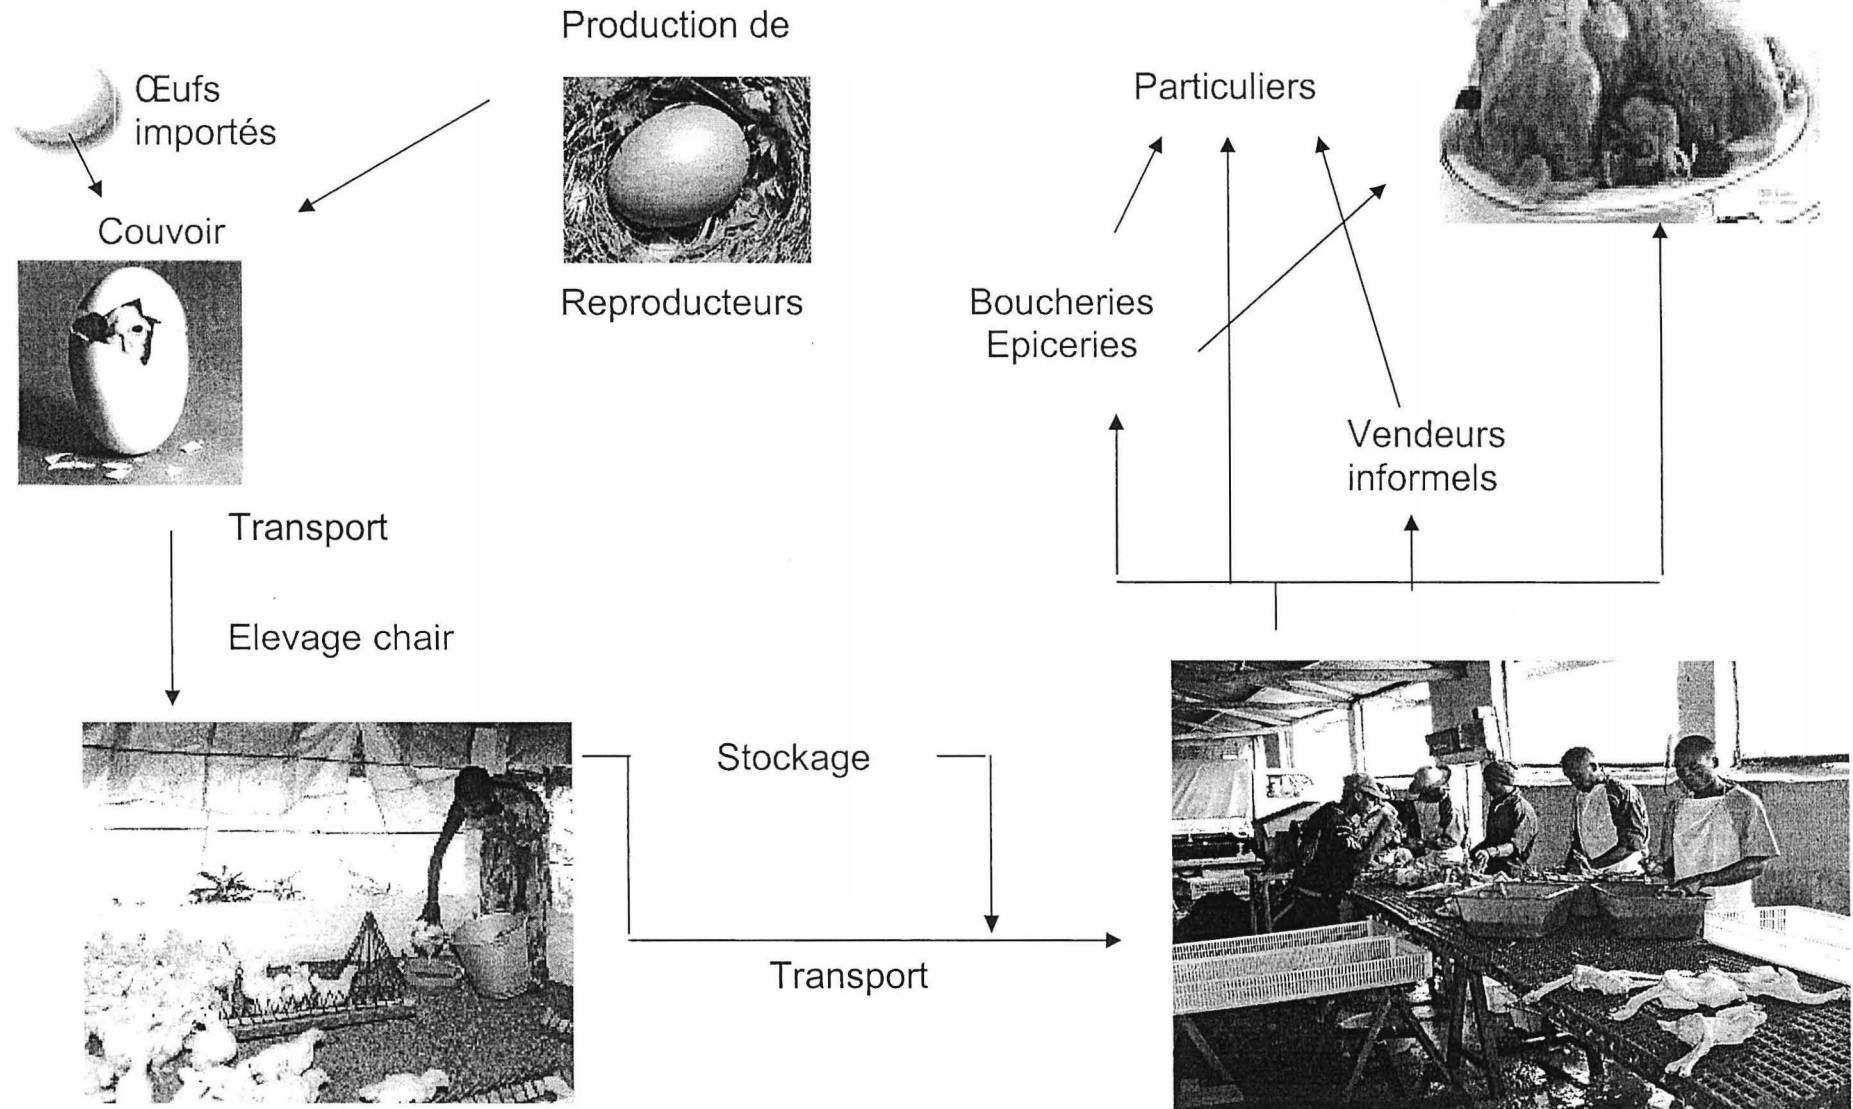 Production de
Œufs
importés
Particuliers
Couvoir
Reproducteurs
Boucheries
Epiceries
Vendeurs
informels
Transport
Elevage chair
Stockage
Transport